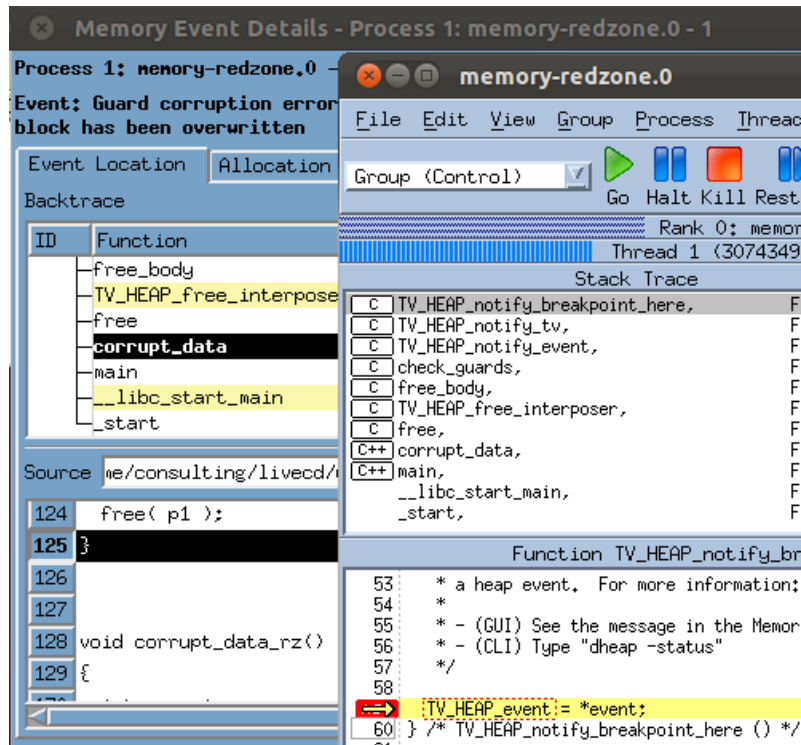 Memory Event Details - Process 1: memory-redzone.0 - 1
Process 1: memory-redzone.0 -
Event: Guard corruption error
block has been overwritten
Event Location
Allocation
Backtrace
ID
Function
free_body
TV_HEAP_free_interpose
free
corrupt_data
main
__libc_start_main
_start
Source
me/consulting/livecd/
124 free( p1 );
125 }
126
127
128 void corrupt_data_rz()
129 {
memory-redzone.0
File Edit View Group Process Threac
Group (Control)
Go Halt Kill Rest
Rank 0: memor
Thread 1 (3074349
Stack Trace
C TV_HEAP_notify_breakpoint_here, F
C TV_HEAP_notify_tv, F
C TV_HEAP_notify_event, F
C check_guards, F
C free_body, F
C TV_HEAP_free_interposer, F
C free, F
C++ corrupt_data, F
C++ main, F
__libc_start_main, F
_start, F
Function TV_HEAP_notify_br
53 * a heap event. For more information:
54 *
55 * - (GUI) See the message in the Memor
56 * - (CLI) Type "dheap -status"
57 */
58
TV_HEAP_event = *event;
60 } /* TV_HEAP_notify_breakpoint_here () */